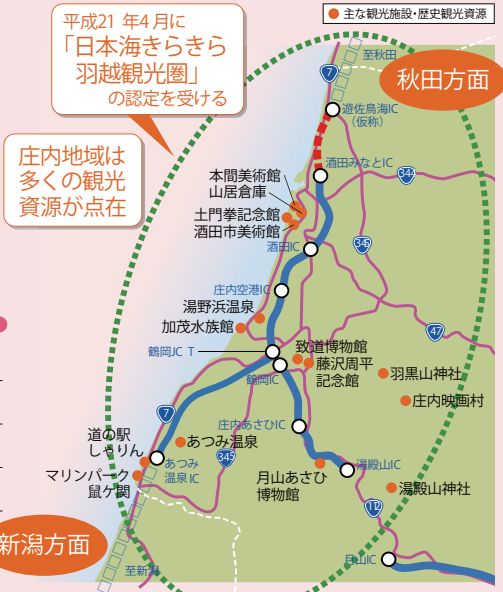 平成21 年4 月に
「日本海きらきら
羽越観光圏」
の認定を受ける
主な観光施設・歴史観光資源
至秋田
7
秋田方面
遊佐鳥海IC
（仮称）
庄内地域は
多くの観光
資源が点在
酒田みなとIC
本間美術館
山居倉庫
344
土門拳記念館
酒田市美術館
酒田IC
345
庄内空港IC
湯野浜温泉
加茂水族館
47
鶴岡JCT
致道博物館
藤沢周平
記念館
鶴岡IC
羽黒山神社
庄内映画村
7
庄内あさひIC
道の駅
しゃりん
あつみ温泉
345
あつみ
温泉IC
マリンパーク
鼠ケ関
月山あさひ
博物館
湯殿山IC
湯殿山神社
112
新潟方面
至新潟
月山IC